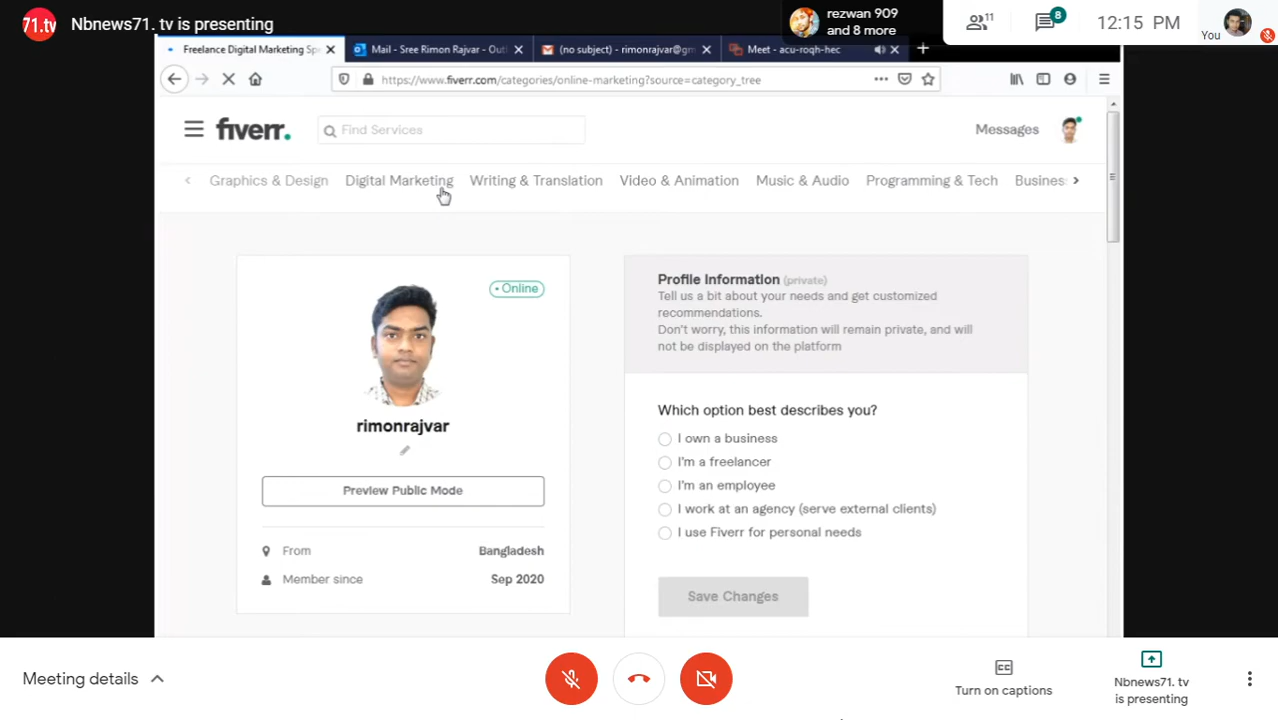 71.tv
Nbnews71. tv is presenting
rezwan 909
and 8 more
11
8
12:15 PM
You
Freelance Digital Marketing Spe
Mail - Sree Rimon Rajvar - Outl
(no subject) - rimonrajvar@gm
Meet - acu-roqh-hec
https://www.fiverr.com/categories/online-marketing?source=category_tree
fiverr.
Find Services
Messages
Graphics & Design
Digital Marketing
Writing & Translation
Video & Animation
Music & Audio
Programming & Tech
Business
• Online
rimonrajvar
Preview Public Mode
From
Bangladesh
Member since
Sep 2020
Profile Information (private)
Tell us a bit about your needs and get customized
recommendations.
Don't worry, this information will remain private, and will
not be displayed on the platform
Which option best describes you?
I own a business
I'm a freelancer
I'm an employee
I work at an agency (serve external clients)
I use Fiverr for personal needs
Save Changes
Meeting details
Turn on captions
Nbnews71. tv
is presenting